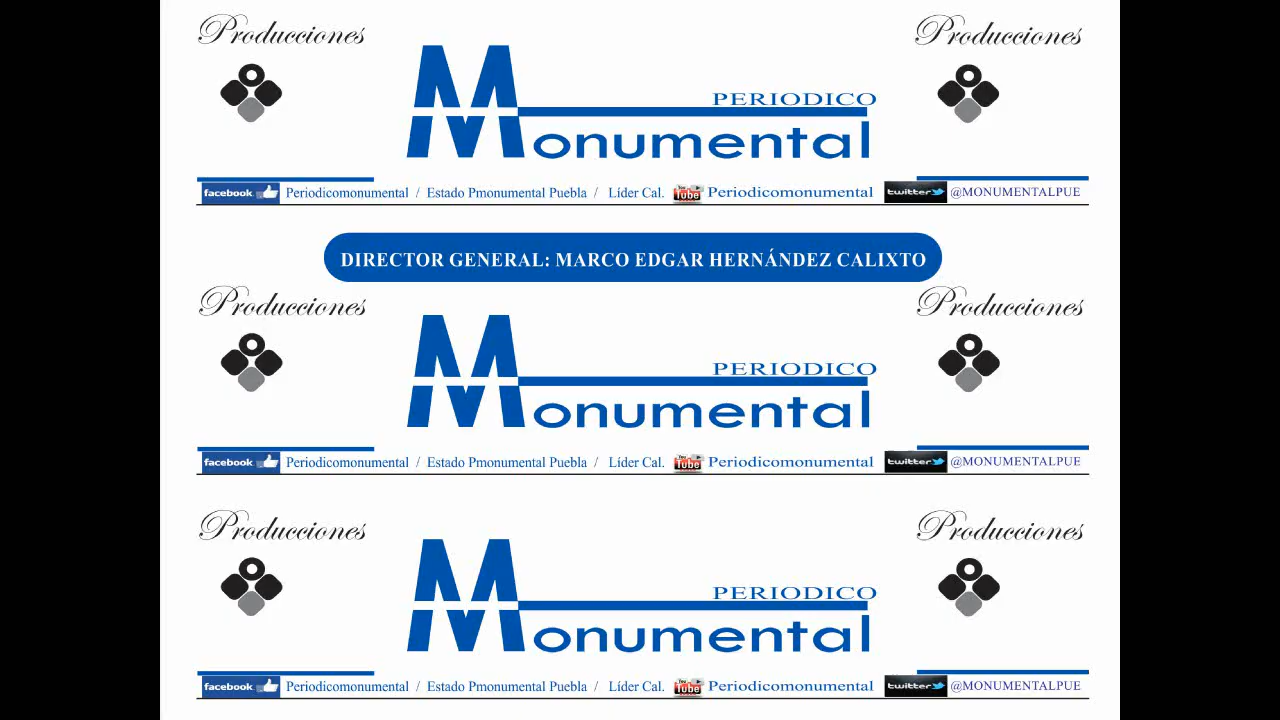 Producciones Producciones
PERIODICO
Monumental
facebook Periodicomonumental / Estado Pmonumental Puebla / Líder Cal. You Tube Periodicomonumental twitter @MONUMENTALPUE
DIRECTOR GENERAL: MARCO EDGAR HERNÁNDEZ CALIXTO
Producciones Producciones
PERIODICO
Monumental
facebook Periodicomonumental / Estado Pmonumental Puebla / Líder Cal. You Tube Periodicomonumental twitter @MONUMENTALPUE
Producciones Producciones
PERIODICO
Monumental
facebook Periodicomonumental / Estado Pmonumental Puebla / Líder Cal. You Tube Periodicomonumental twitter @MONUMENTALPUE